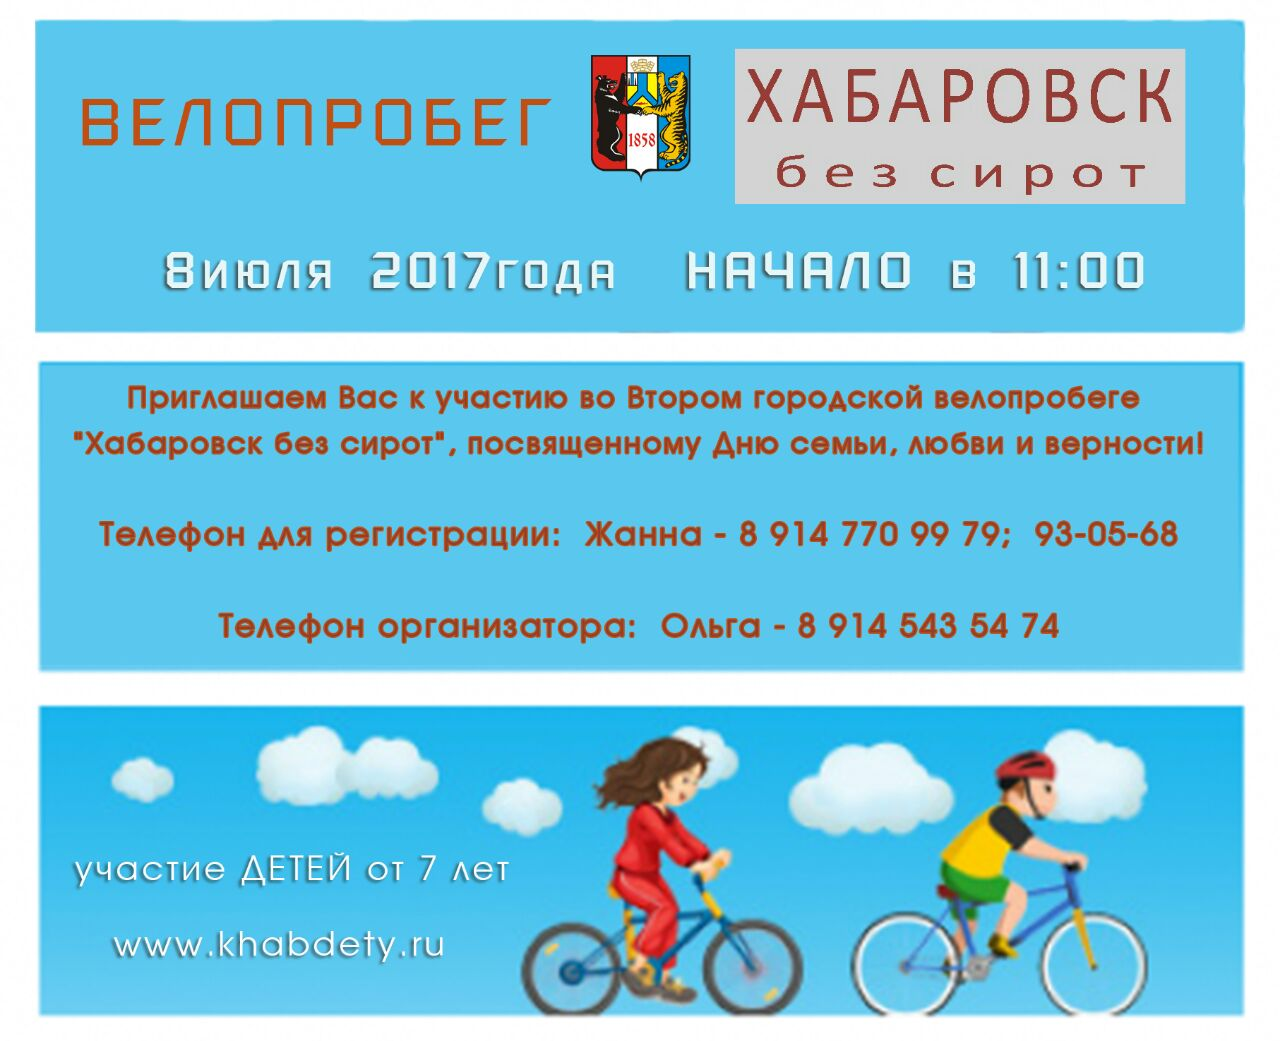 ВЕЛОПРОБЕГ
1858
ХАБАРОВСК
без сирот
8июля 2017года НАЧАЛО в 11:00
Приглашаем Вас к участию во Втором городской велопробеге
"Хабаровск без сирот", посвященному Дню семьи, любви и верности!
Телефон для регистрации: Жанна - 8 914 770 99 79; 93-05-68
Телефон организатора: Ольга - 8 914 543 54 74
участие ДЕТЕЙ от 7 лет
www.khabdety.ru